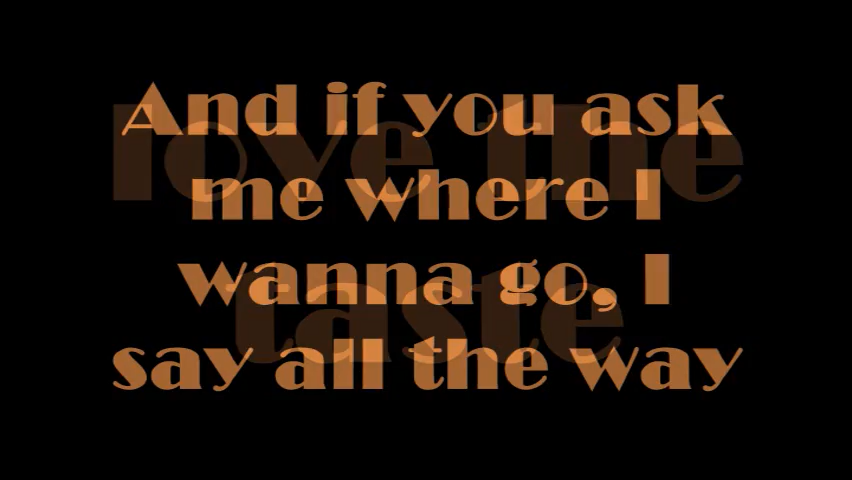 And if you ask
me where I
wanna go, I
say all the way
love the
taste